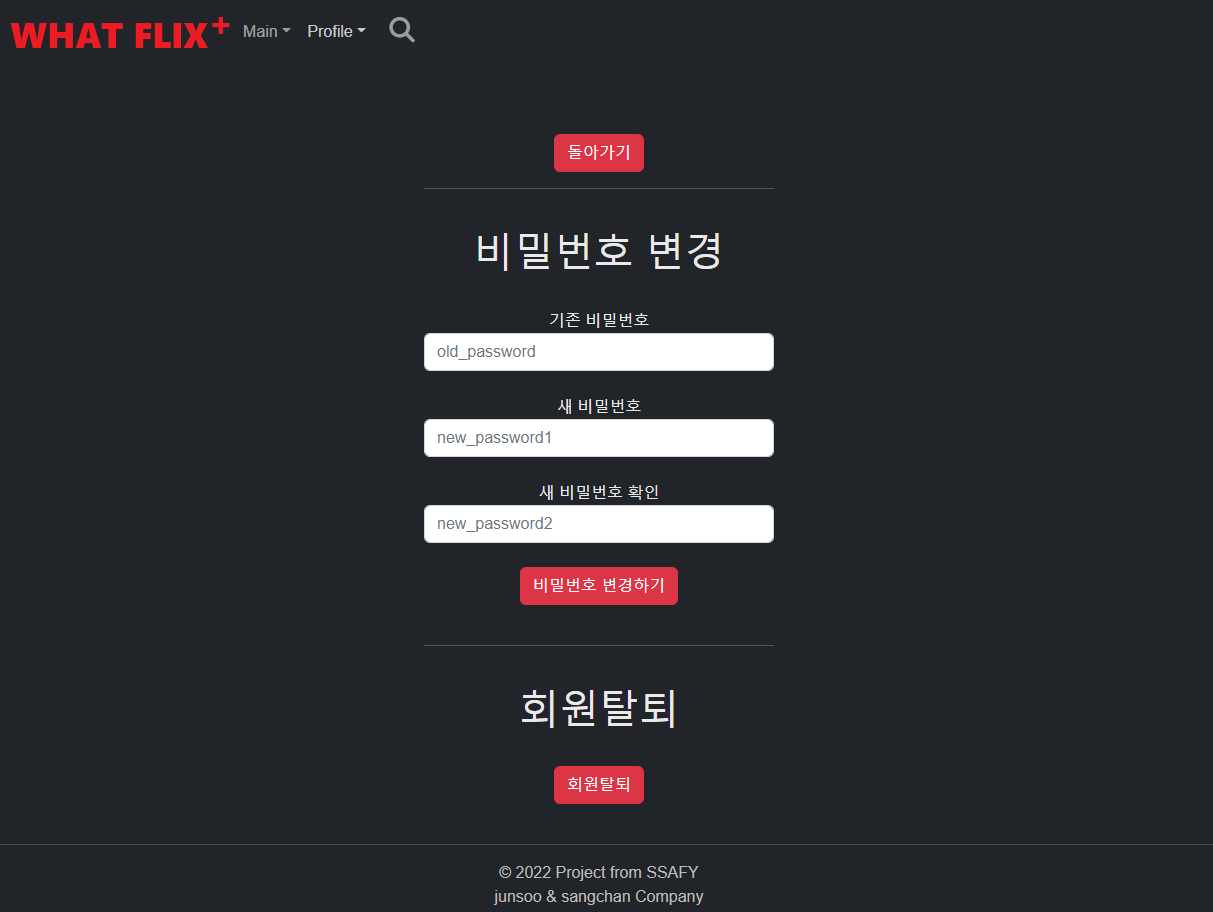 WHAT FLIX+ Main Profile
돌아가기
비밀번호 변경
기존 비밀번호
old_password
새 비밀번호
new_password1
새 비밀번호 확인
new_password2
비밀번호 변경하기
회원탈퇴
회원탈퇴
© 2022 Project from SSAFY
junsoo & sangchan Company